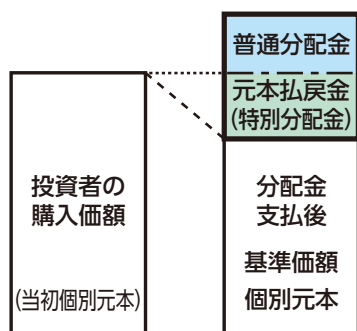 普通分配金
元本払戻金
(特別分配金)
投資者の
購入価額
(当初個別元本)
分配金
支払後
基準価額
個別元本